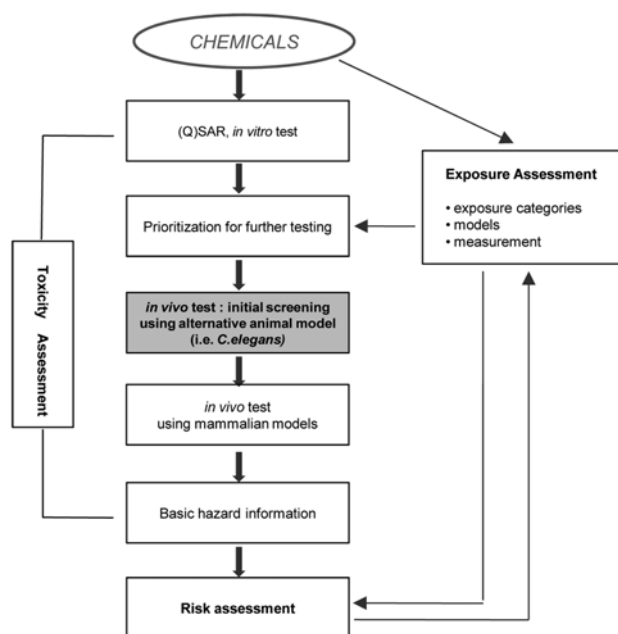 CHEMICALS
(Q)SAR, in vitro test
Prioritization for further testing
in vivo test : initial screening
using alternative animal model
(i.e. C.elegans)
in vivo test
using mammalian models
Basic hazard information
Risk assessment
Toxicity Assessment
Exposure Assessment
• exposure categories
• models
• measurement